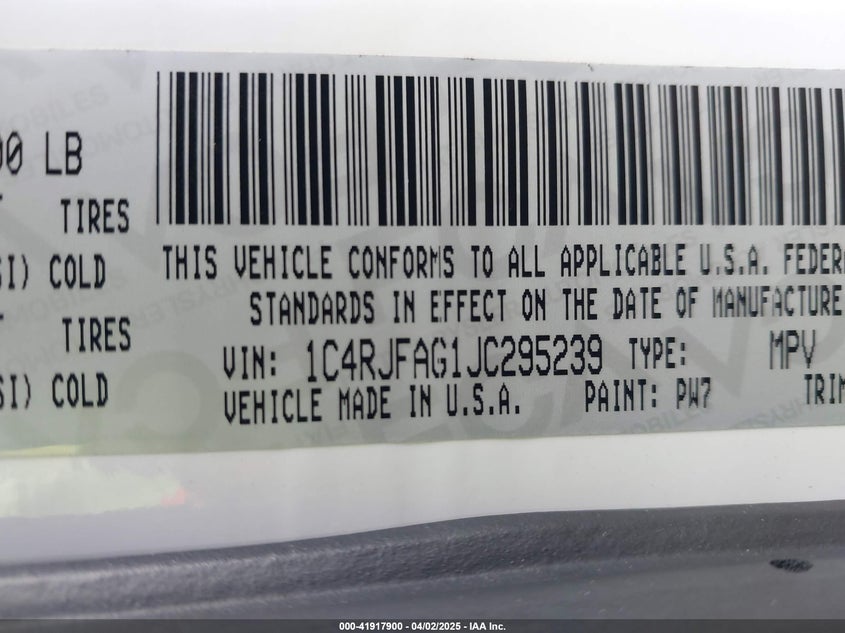 00 LB
TIRES
SI) COLD
TIRES
SI) COLD
THIS VEHICLE CONFORMS TO ALL APPLICABLE U.S.A. FEDERA
STANDARDS IN EFFECT ON THE DATE OF MANUFACTURE
VIN: 1C4RJFAG1JC295239 TYPE: MPV
VEHICLE MADE IN U.S.A. PAINT: PW7 TRIM
000-41917900 - 04/02/2025 - IAA Inc.